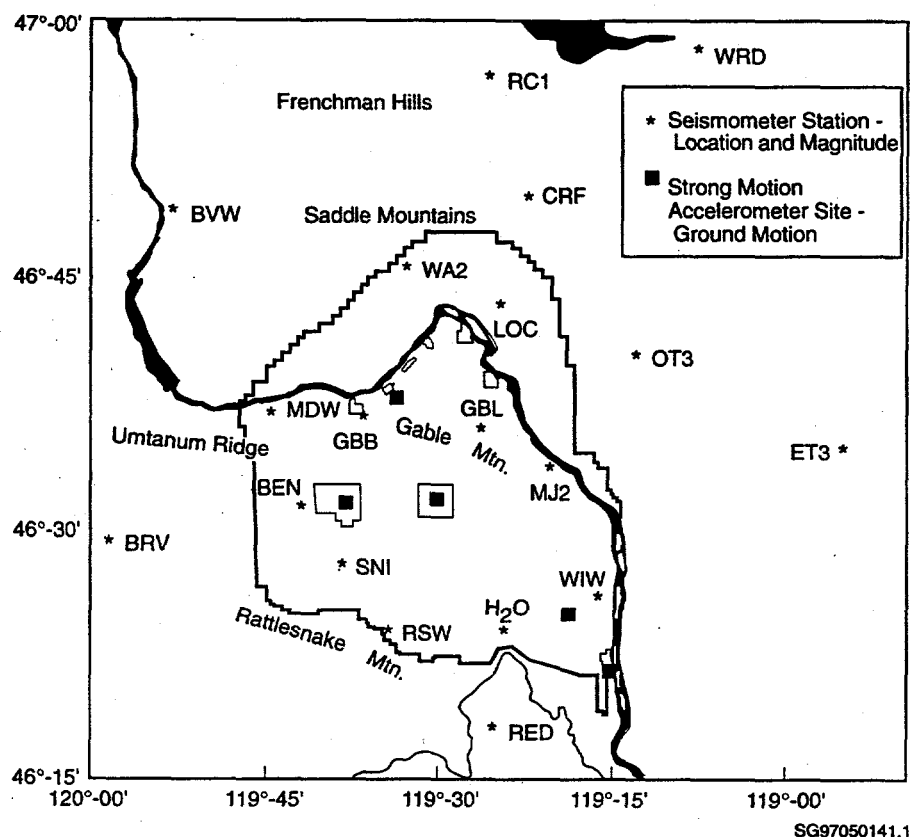 47°-00'
WRD
RC1
Frenchman Hills
* Seismometer Station -
Location and Magnitude
■ Strong Motion
Accelerometer Site -
Ground Motion
CRF
BVW
Saddle Mountains
46°-45'
WA2
LOC
OT3
MDW
GBL
Umtanum Ridge
GBB
Gable
Mtn.
ET3
MJ2
BEN
46°-30'
BRV
SNI
WIW
H2O
Rattlesnake
Mtn.
RSW
RED
46°-15'
120°-00' 119°-45' 119°-30' 119°-15' 119°-00'
SG97050141.1